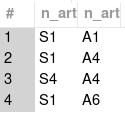 # n_art n_art
1 S1 A1
2 S1 A4
3 S4 A4
4 S1 A6